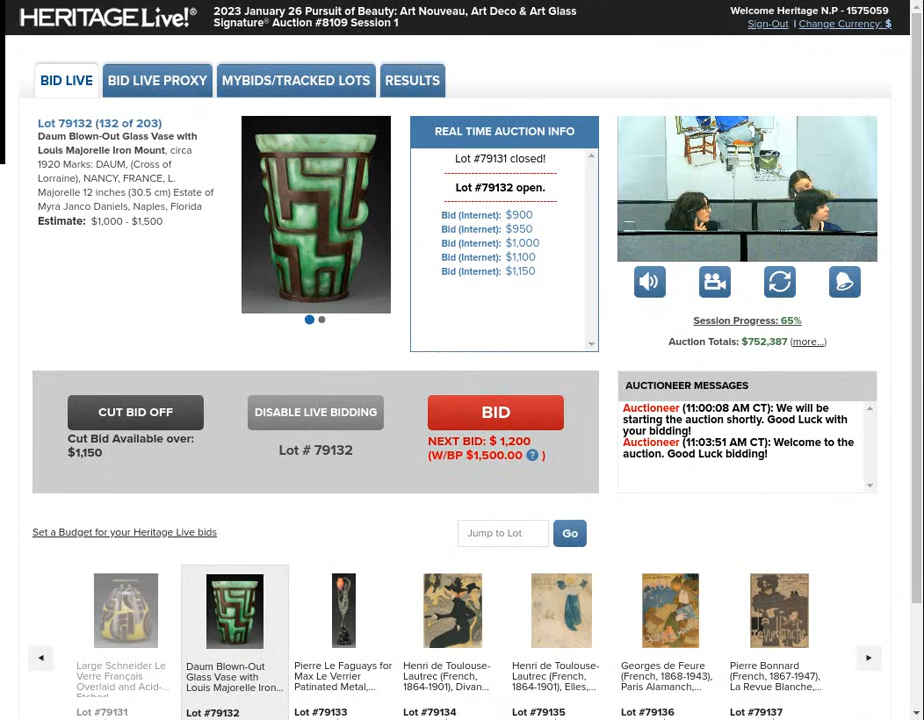 HERITAGE Live!®
2023 January 26 Pursuit of Beauty: Art Nouveau, Art Deco & Art Glass
Signature® Auction #8109 Session 1
Welcome Heritage N.P - 1575059
Sign-Out | Change Currency: $
BID LIVE
BID LIVE PROXY
MYBIDS/TRACKED LOTS
RESULTS
Lot 79132 (132 of 203)
Daum Blown-Out Glass Vase with
Louis Majorelle Iron Mount, circa
1920 Marks: DAUM, (Cross of
Lorraine), NANCY, FRANCE, L.
Majorelle 12 inches (30.5 cm) Estate of
Myra Janco Daniels, Naples, Florida
Estimate: $1,000 - $1,500
REAL TIME AUCTION INFO
Lot #79131 closed!
Lot #79132 open.
Bid (Internet): $900
Bid (Internet): $950
Bid (Internet): $1,000
Bid (Internet): $1,100
Bid (Internet): $1,150
Session Progress: 65%
Auction Totals: $752,387 (more...)
CUT BID OFF
Cut Bid Available over:
$1,150
DISABLE LIVE BIDDING
Lot # 79132
BID
NEXT BID: $ 1,200
(W/BP $1,500.00 ? )
AUCTIONEER MESSAGES
Auctioneer (11:00:08 AM CT): We will be
starting the auction shortly. Good Luck with
your bidding!
Auctioneer (11:03:51 AM CT): Welcome to the
auction. Good Luck bidding!
Set a Budget for your Heritage Live bids
Jump to Lot
Go
Large Schneider Le
Verre Français
Overlaid and Acid-
Etched
Lot #79131
Daum Blown-Out
Glass Vase with
Louis Majorelle Iron...
Lot #79132
Pierre Le Faguays for
Max Le Verrier
Patinated Metal,...
Lot #79133
Henri de Toulouse-
Lautrec (French,
1864-1901), Divan...
Lot #79134
Henri de Toulouse-
Lautrec (French,
1864-1901), Elles,...
Lot #79135
Georges de Feure
(French, 1868-1943),
Paris Alamanch,...
Lot #79136
Pierre Bonnard
(French, 1867-1947),
La Revue Blanche,...
Lot #79137